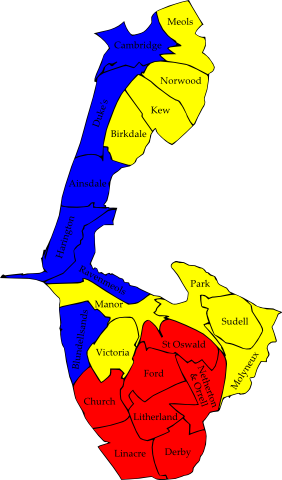 Meols
Cambridge
Norwood
Duke's
Kew
Birkdale
Ainsdale
Harington
Ravenmeols
Park
Manor
Sudell
Blundellsands
St Oswald
Victoria
Molyneux
Ford
Netherton
& Orrell
Church
Litherland
Linacre
Derby